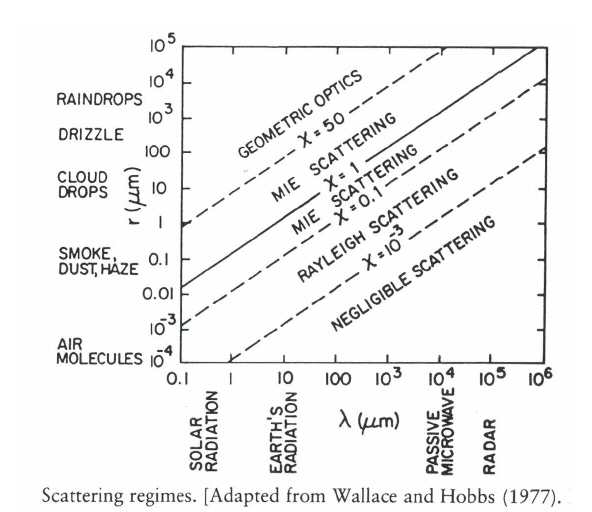 10^5
10^4
RAINDROPS
10^3
DRIZZLE
100
CLOUD
DROPS
10
r (μm)
1
SMOKE,
DUST, HAZE
0.1
0.01
10^-3
AIR
MOLECULES
10^-4
GEOMETRIC OPTICS
χ = 50
MIE SCATTERING
χ = 1
MIE SCATTERING
χ = 0.1
RAYLEIGH SCATTERING
χ = 10^-3
NEGLIGIBLE SCATTERING
0.1 1 10 100 10^3 10^4 10^5 10^6
SOLAR
RADIATION
EARTH'S
RADIATION
λ (μm)
PASSIVE
MICROWAVE
RADAR
Scattering regimes. [Adapted from Wallace and Hobbs (1977).